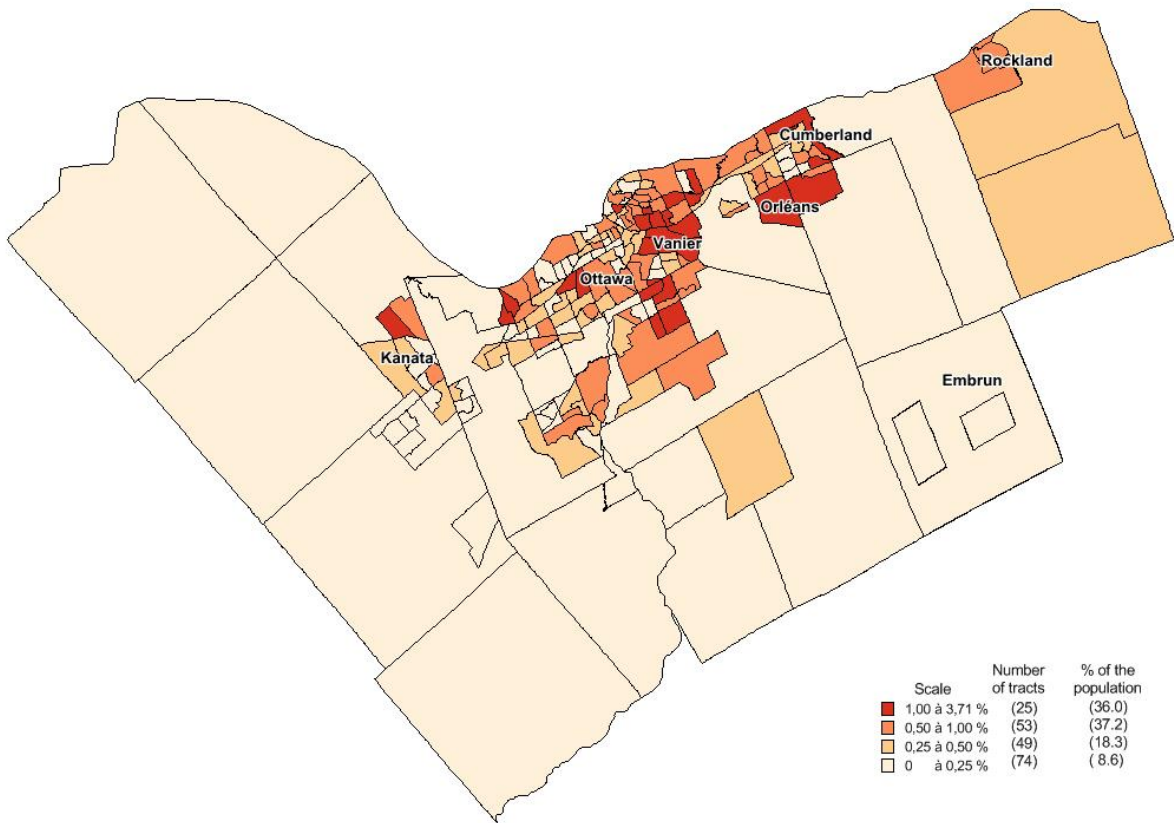 Rockland
Cumberland
Orléans
Vanier
Ottawa
Kanata
Embrun
Number % of the
Scale of tracts population
1,00 à 3,71 % (25) (36.0)
0,50 à 1,00 % (53) (37.2)
0,25 à 0,50 % (49) (18.3)
0 à 0,25 % (74) ( 8.6)